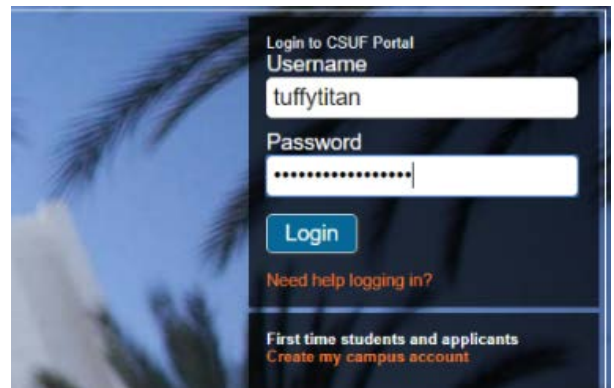 Login to CSUF Portal
Username
tuffytitan
Password
•••••••••••••••••
Login
Need help logging in?
First time students and applicants
Create my campus account